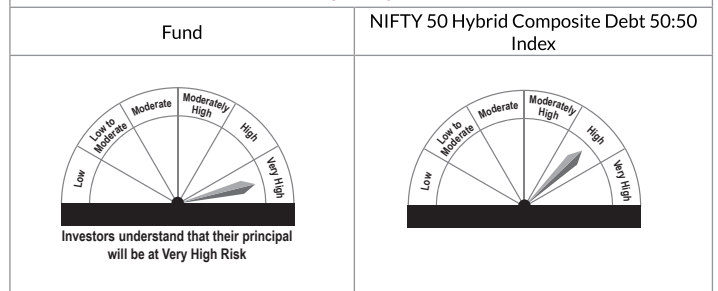 Fund
NIFTY 50 Hybrid Composite Debt 50:50
Index
Low
Low to
Moderate
Moderate
Moderately
High
High
Very High
Investors understand that their principal
will be at Very High Risk
Low
Low to
Moderate
Moderate
Moderately
High
High
Very High